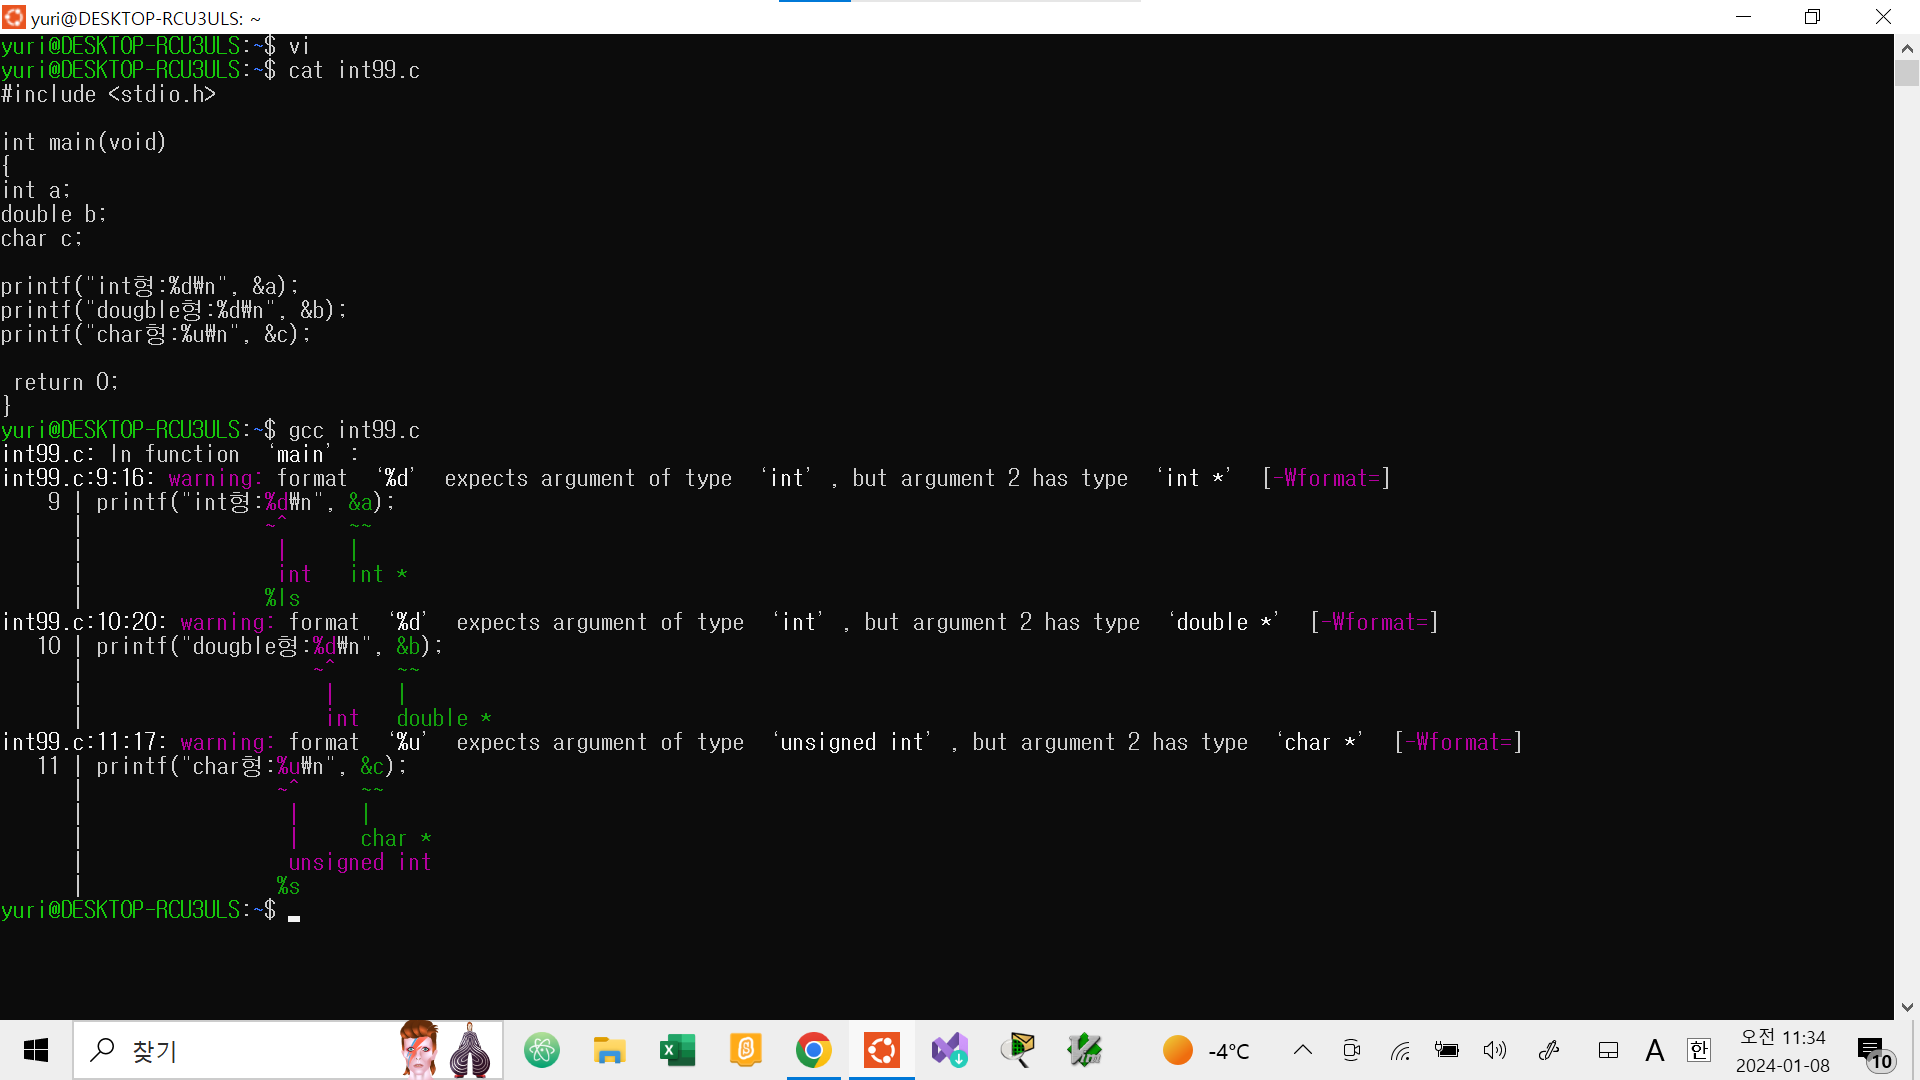 yuri@DESKTOP-RCU3ULS: ~
yuri@DESKTOP-RCU3ULS:~$ vi
yuri@DESKTOP-RCU3ULS:~$ cat int99.c
#include <stdio.h>
int main(void)
{
int a;
double b;
char c;
printf("int형:%d₩n", &a);
printf("dougble형:%d₩n", &b);
printf("char형:%u₩n", &c);
 return 0;
}
yuri@DESKTOP-RCU3ULS:~$ gcc int99.c
int99.c: In function ‘main’:
int99.c:9:16: warning: format ‘%d’ expects argument of type ‘int’, but argument 2 has type ‘int *’ [-Wformat=]
    9 | printf("int형:%d₩n", &a);
      |               ~^     ~~
      |                |     |
      |                int   int *
      |               %ls
int99.c:10:20: warning: format ‘%d’ expects argument of type ‘int’, but argument 2 has type ‘double *’ [-Wformat=]
   10 | printf("dougble형:%d₩n", &b);
      |                   ~^     ~~
      |                    |     |
      |                    int   double *
int99.c:11:17: warning: format ‘%u’ expects argument of type ‘unsigned int’, but argument 2 has type ‘char *’ [-Wformat=]
   11 | printf("char형:%u₩n", &c);
      |                ~^     ~~
      |                 |     |
      |                 |     char *
      |                 unsigned int
      |                %s
yuri@DESKTOP-RCU3ULS:~$
찾기
-4°C
A
한
오전 11:34
2024-01-08
10